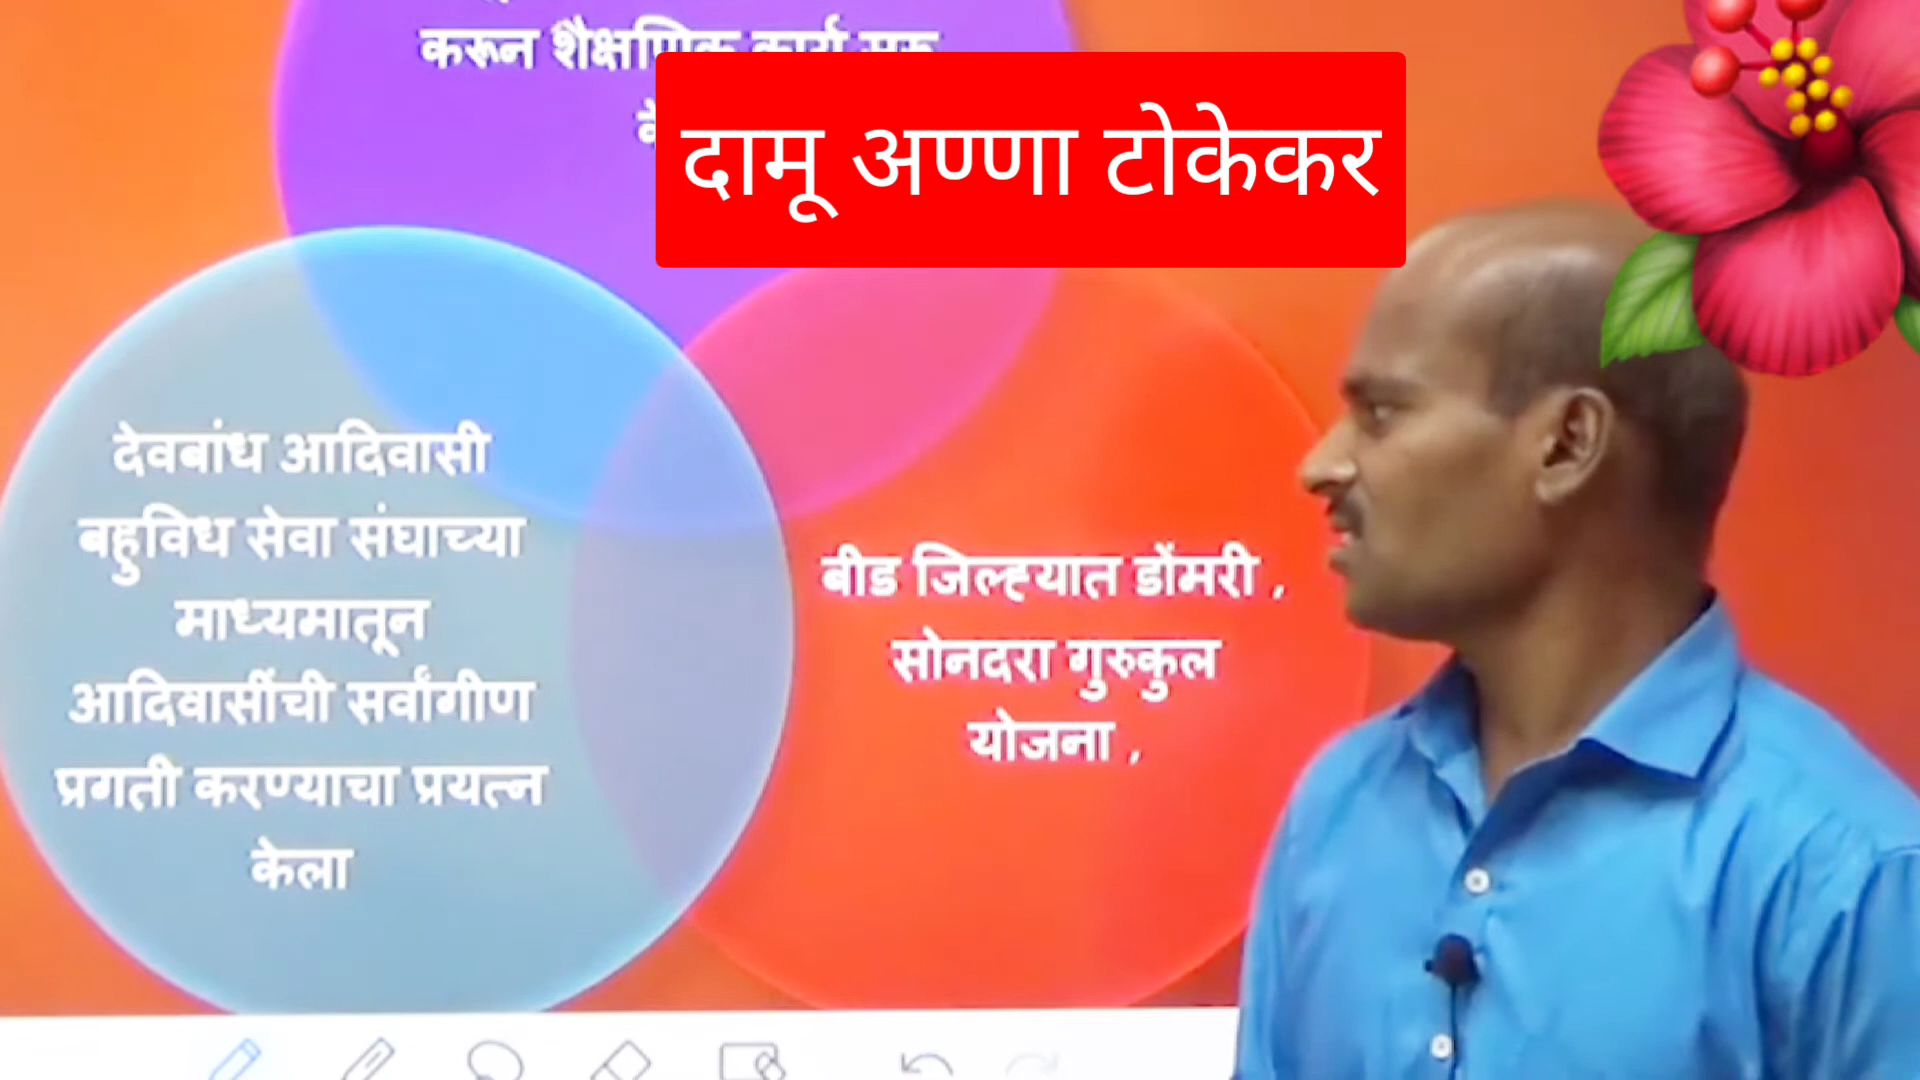 करून शैक्षणिक कार्य सुरू
दामू अण्णा टोकेकर
देवबांध आदिवासी
बहुविध सेवा संघाच्या
माध्यमातून
आदिवासींची सर्वांगीण
प्रगती करण्याचा प्रयत्न
केला
बीड जिल्ह्यात डोंमरी ,
सोनदरा गुरुकुल
योजना ,